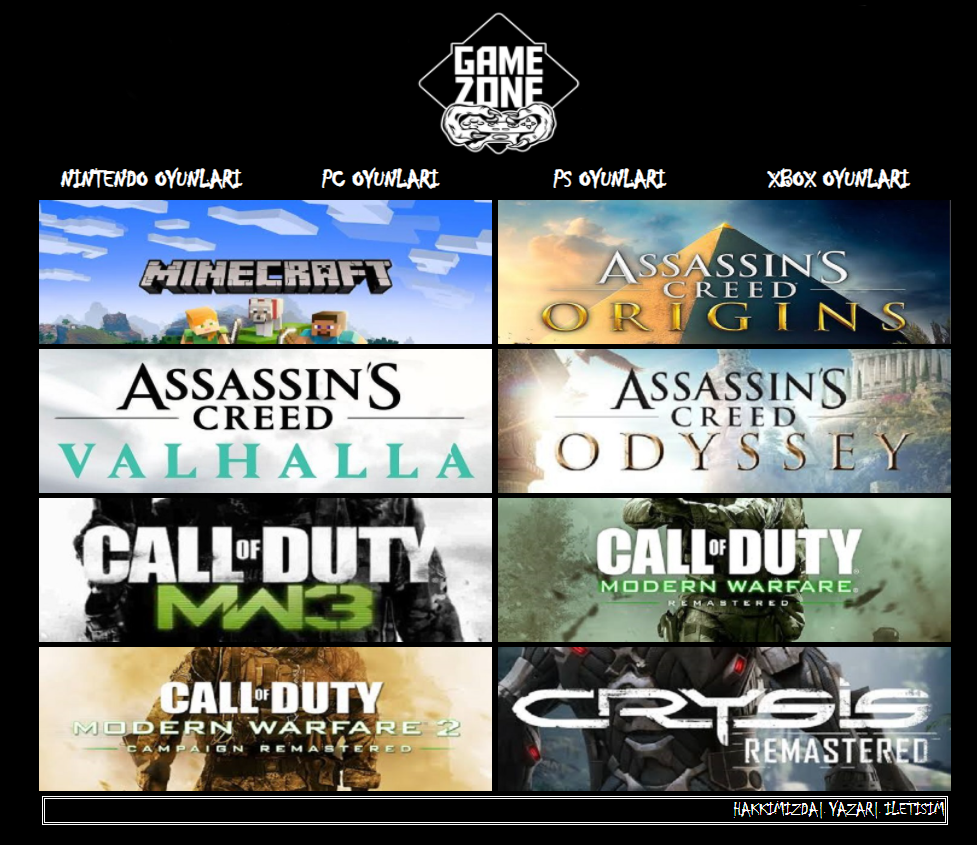 GAME
ZONE
NINTENDO OYUNLARI PC OYUNLARI PS OYUNLARI XBOX OYUNLARI
MINECRAFT
ASSASSIN'S
CREED
ORIGINS
ASSASSIN'S
CREED
VALHALLA
ASSASSIN'S
CREED
ODYSSEY
CALL OF DUTY
MW3
CALL OF DUTY
MODERN WARFARE®
REMASTERED
CALL OF DUTY
MODERN WARFARE 2
CAMPAIGN REMASTERED
CRYSIS
REMASTERED
HAKKIMIZDA| YAZAR| ILETISIM